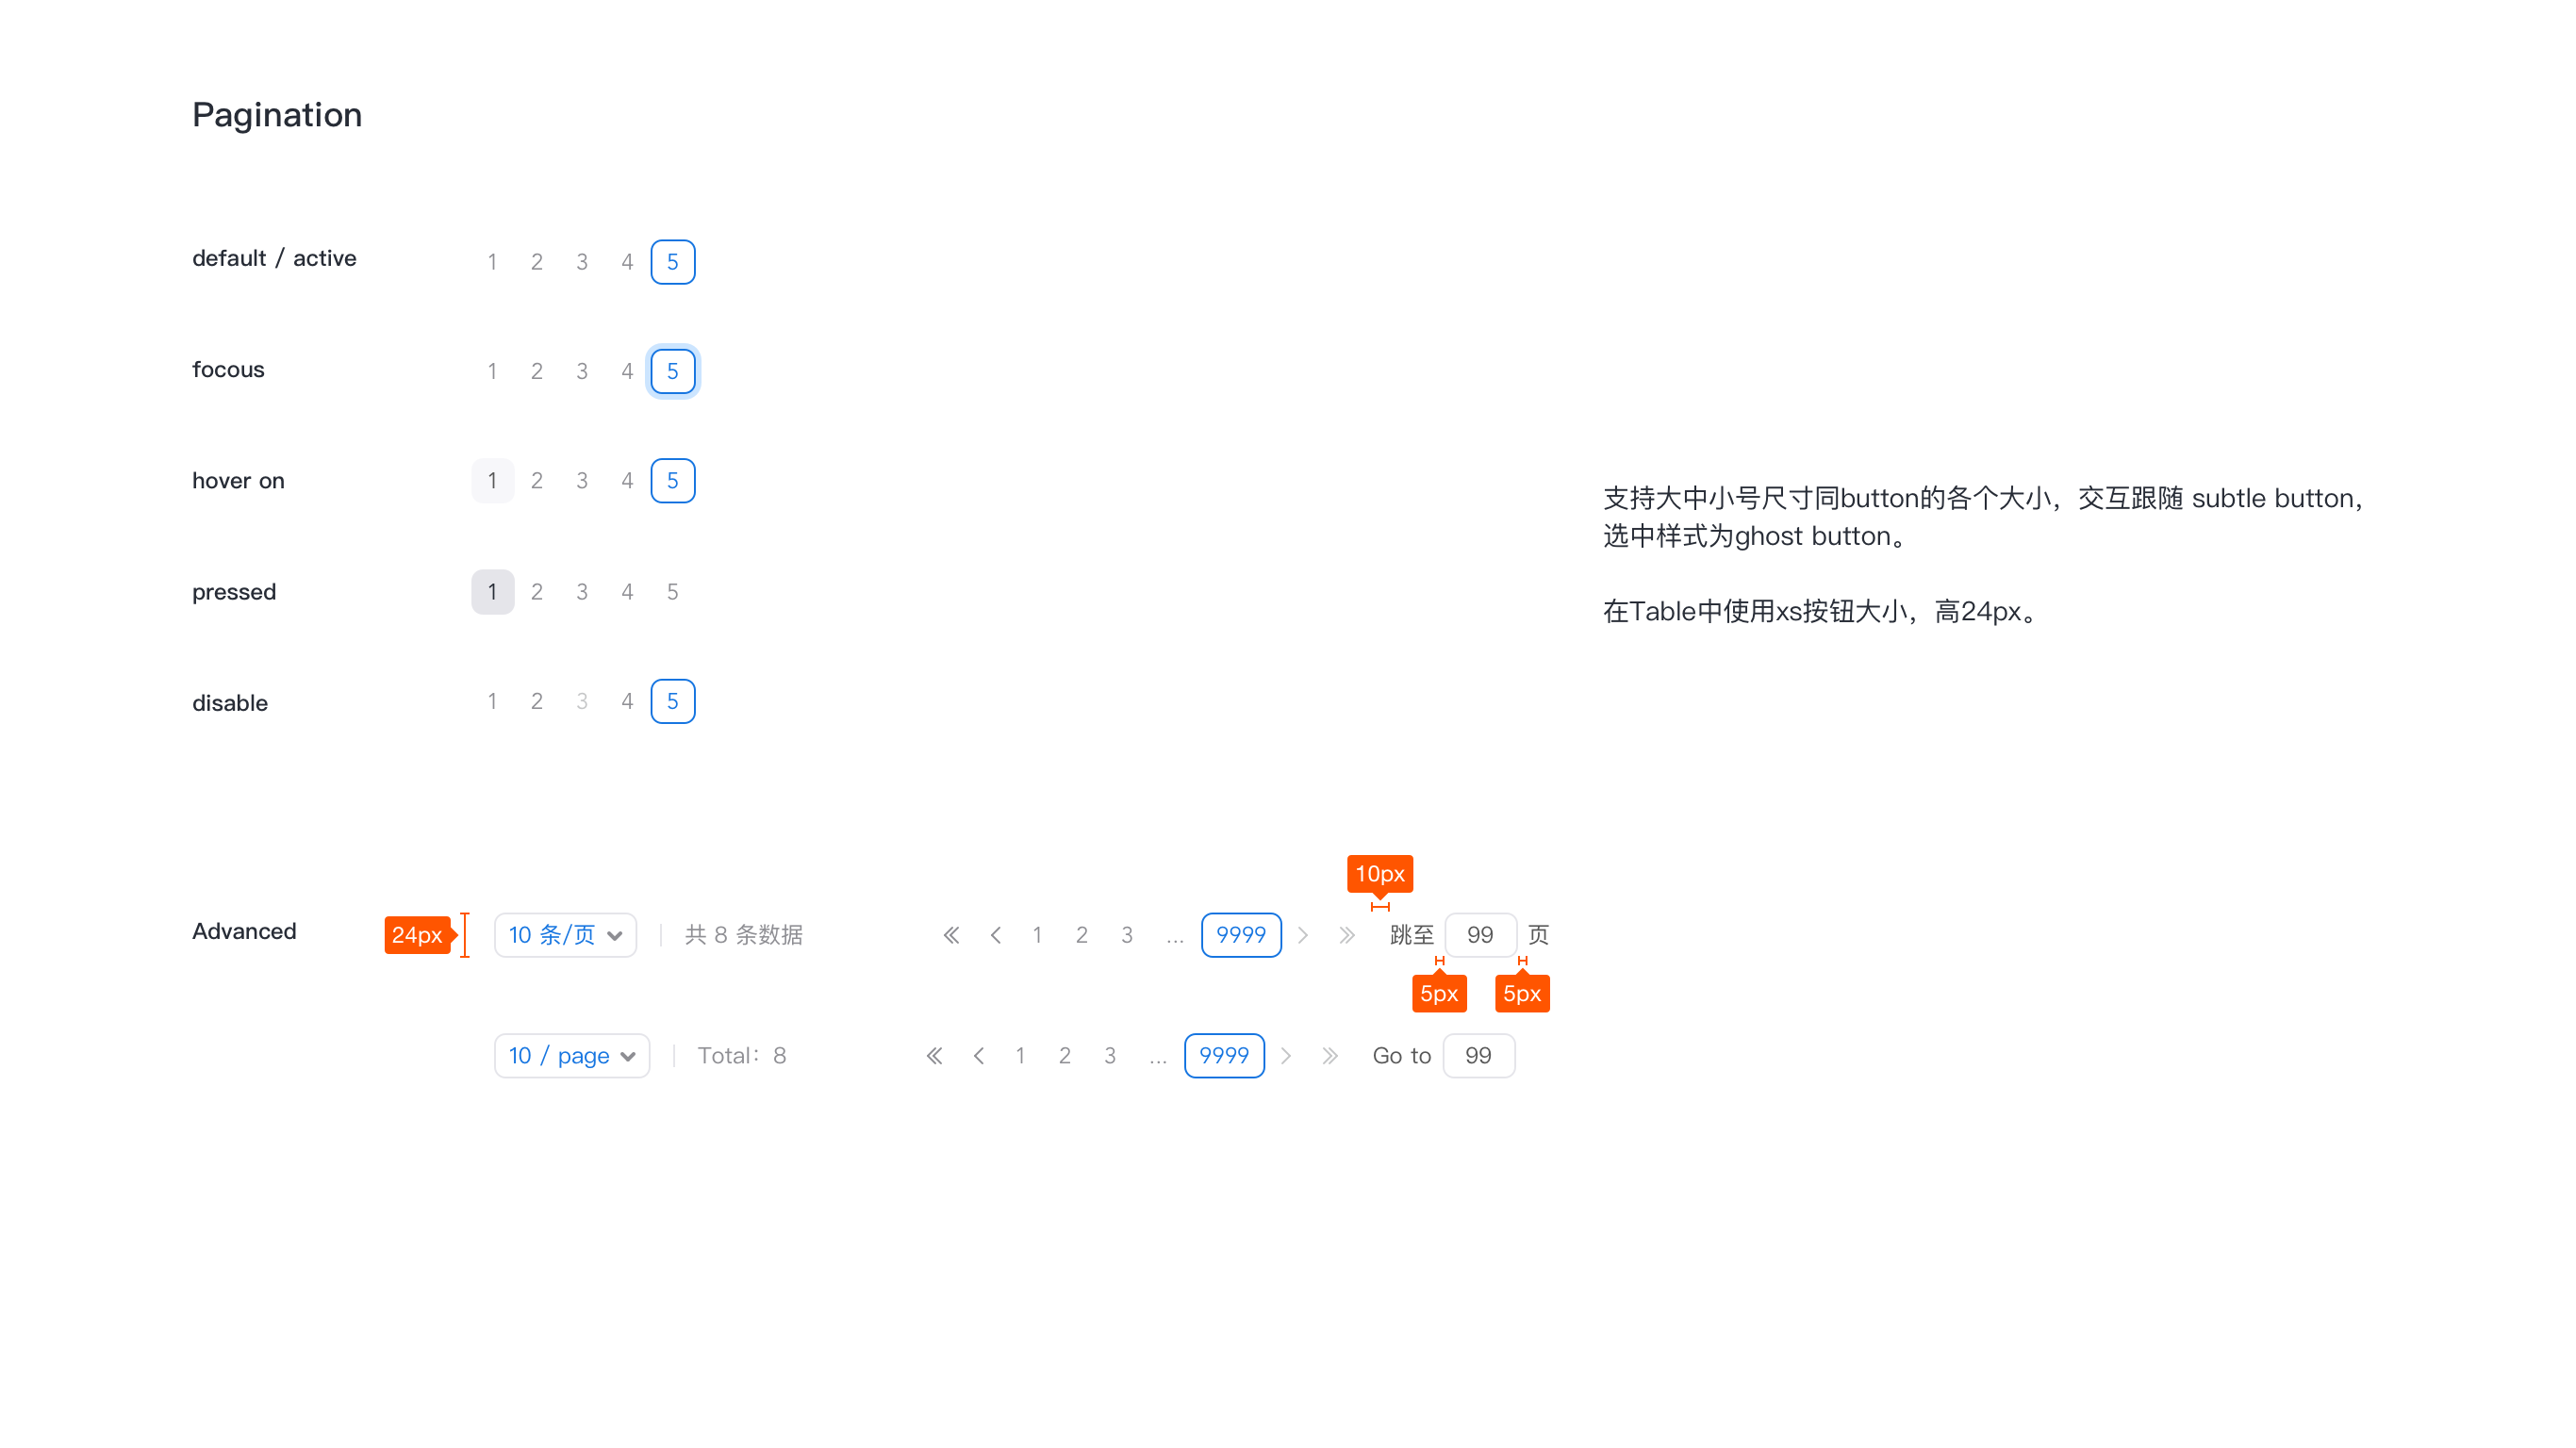 Pagination
default / active 1 2 3 4 5
focous 1 2 3 4 5
hover on 1 2 3 4 5
pressed 1 2 3 4 5
disable 1 2 3 4 5
支持大中小号尺寸同button的各个大小，交互跟随 subtle button，
选中样式为ghost button。
在Table中使用xs按钮大小，高24px。
10px
Advanced 24px 10 条/页 共 8 条数据 1 2 3 ... 9999 跳至 99 页
5px 5px
10 / page Total：8 1 2 3 ... 9999 Go to 99